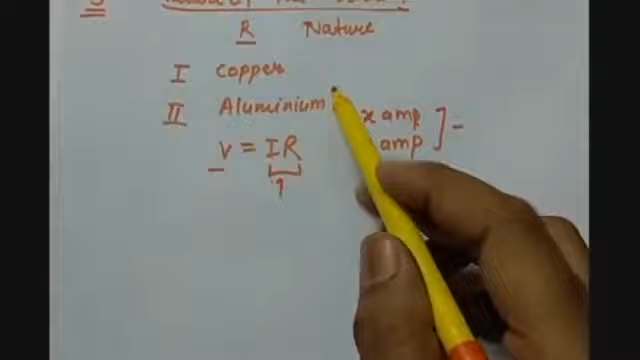 R Nature
I Copper
II Aluminium x amp
V = IR amp